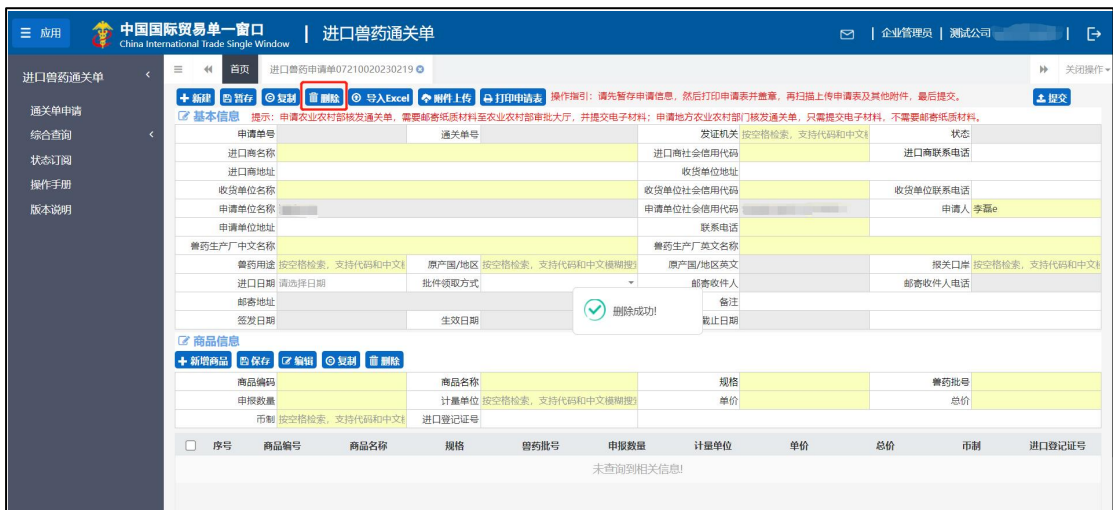 应用 中国国际贸易单一窗口 进口兽药通关单 企业管理员 测试公司
China International Trade Single Window
进口兽药通关单 首页 进口兽药申请单07210020230219 关闭操作
新建 暂存 复制 删除 导入Excel 附件上传 打印申请表 操作指引：请先暂存申请信息，然后打印申请表并盖章，再扫描上传申请表及其他附件，最后提交。 提交
基本信息 提示：申请农业农村部核发通关单，需要邮寄纸质材料至农业农村部审批大厅，并提交电子材料；申请地方农业农村部门核发通关单，只需提交电子材料，不需要邮寄纸质材料。
通关单申请
综合查询
状态订阅
操作手册
版本说明
申请单号 通关单号 发证机关 按空格检索，支持代码和中文 状态
进口商名称 进口商社会信用代码 进口商联系电话
进口商地址 收货单位地址
收货单位名称 收货单位社会信用代码 收货单位联系电话
申请单位名称 申请单位社会信用代码 申请人 李磊e
申请单位地址 联系电话
兽药生产厂中文名称 兽药生产厂英文名称
兽药用途 按空格检索，支持代码和中文 原产国/地区 按空格检索，支持代码和中文模糊搜 原产国/地区英文 报关口岸 按空格检索，支持代码和中文
进口日期 请选择日期 批件领取方式 邮寄收件人 邮寄收件人电话
邮寄地址 备注
签发日期 生效日期 截止日期
删除成功!
商品信息
新增商品 保存 编辑 复制 删除
商品编码 商品名称 规格 兽药批号
申报数量 计量单位 按空格检索，支持代码和中文模糊搜 单价 总价
币制 按空格检索，支持代码和中文 进口登记证号
序号 商品编号 商品名称 规格 兽药批号 申报数量 计量单位 单价 总价 币制 进口登记证号
未查询到相关信息!